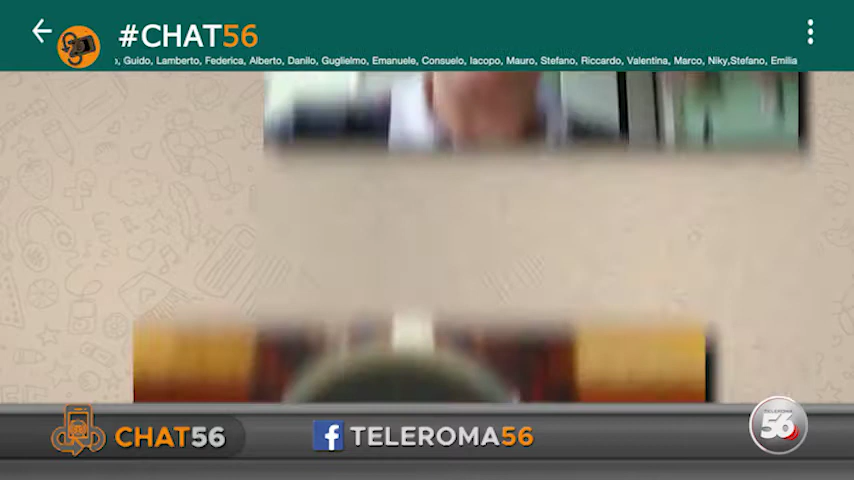 #CHAT56
, Guido, Lamberto, Federica, Alberto, Danilo, Guglielmo, Emanuele, Consuelo, Iacopo, Mauro, Stefano, Riccardo, Valentina, Marco, Niky,Stefano, Emilia
CHAT56
f TELEROMA56
TELEROMA
56